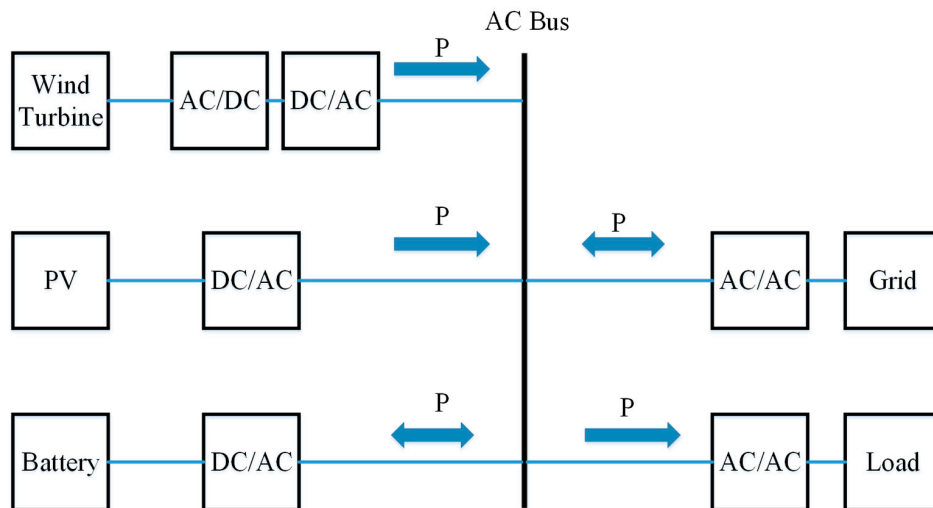 AC Bus
P
Wind
Turbine
AC/DC
DC/AC
P
P
PV
DC/AC
AC/AC
Grid
P
P
Battery
DC/AC
AC/AC
Load